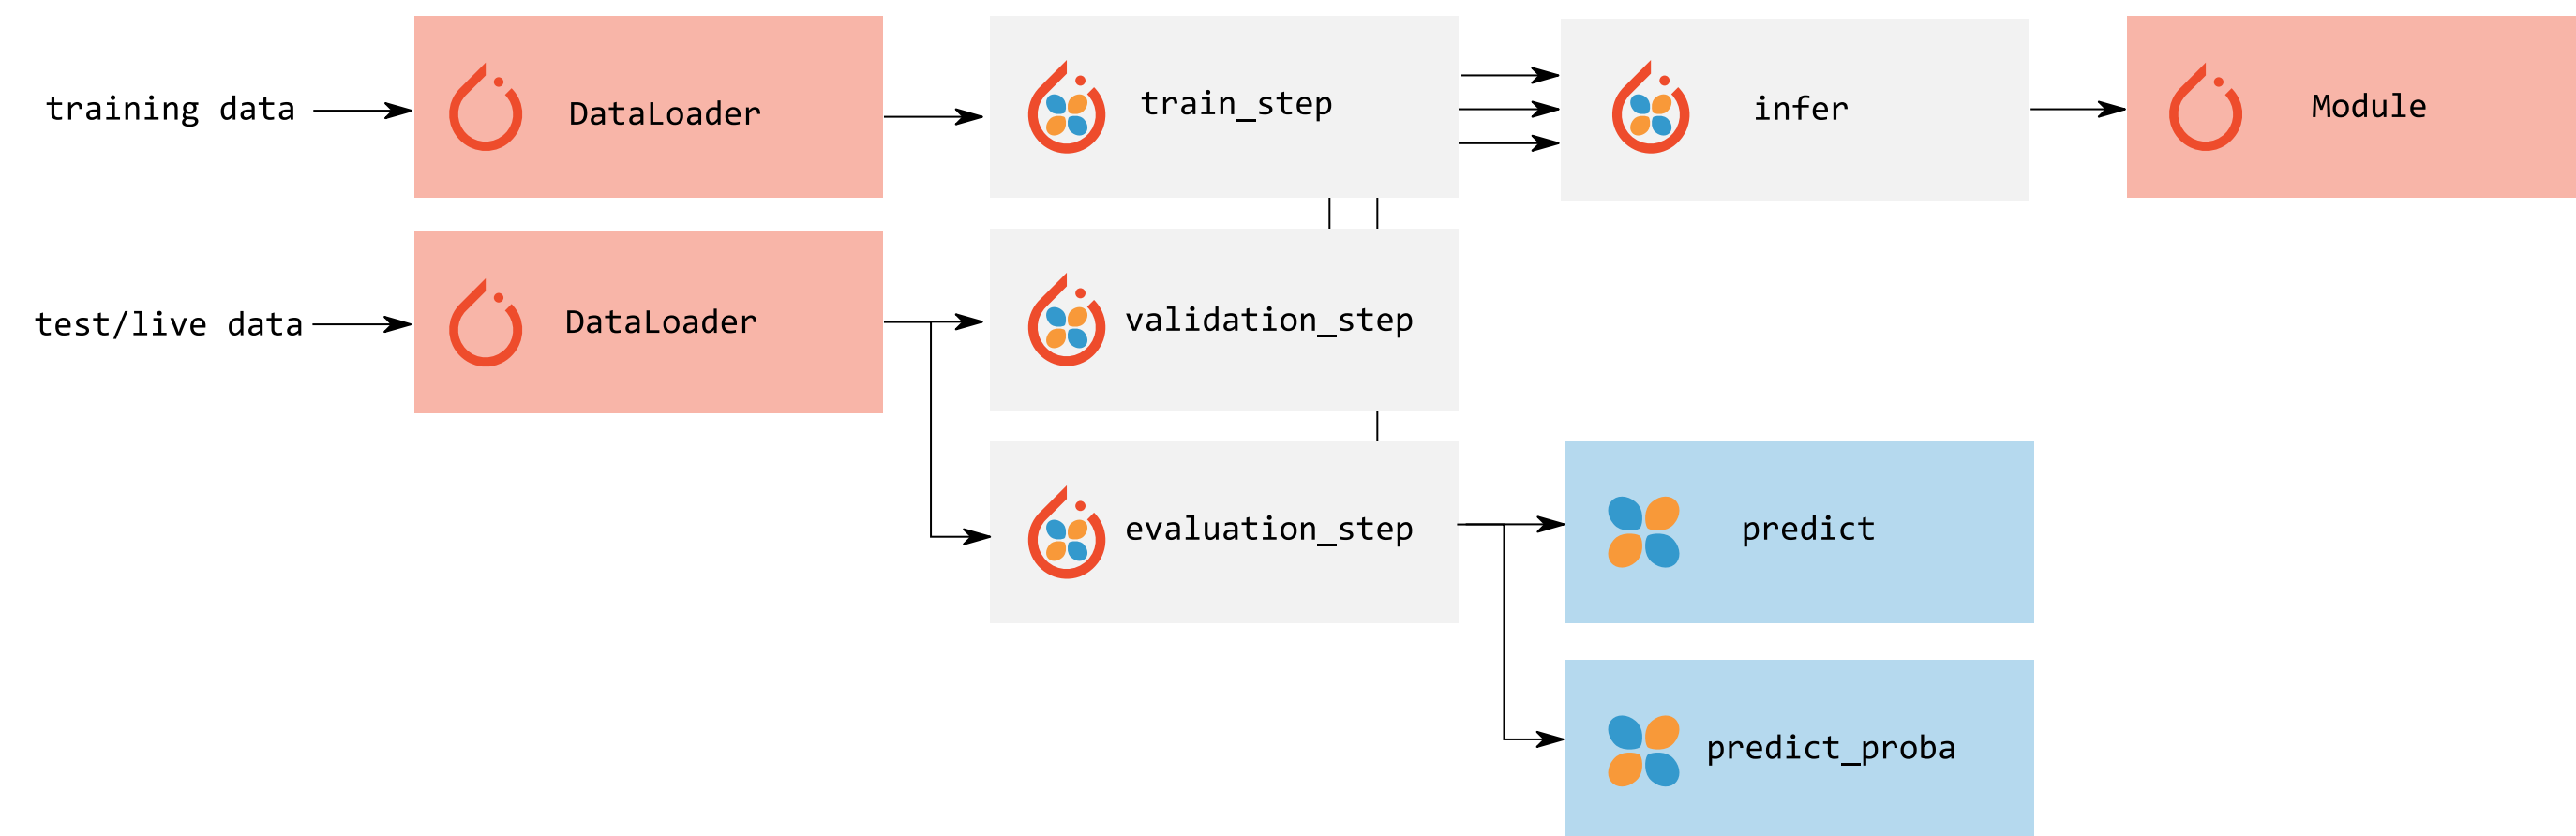 training data
DataLoader
train_step
infer
Module
test/live data
DataLoader
validation_step
evaluation_step
predict
predict_proba